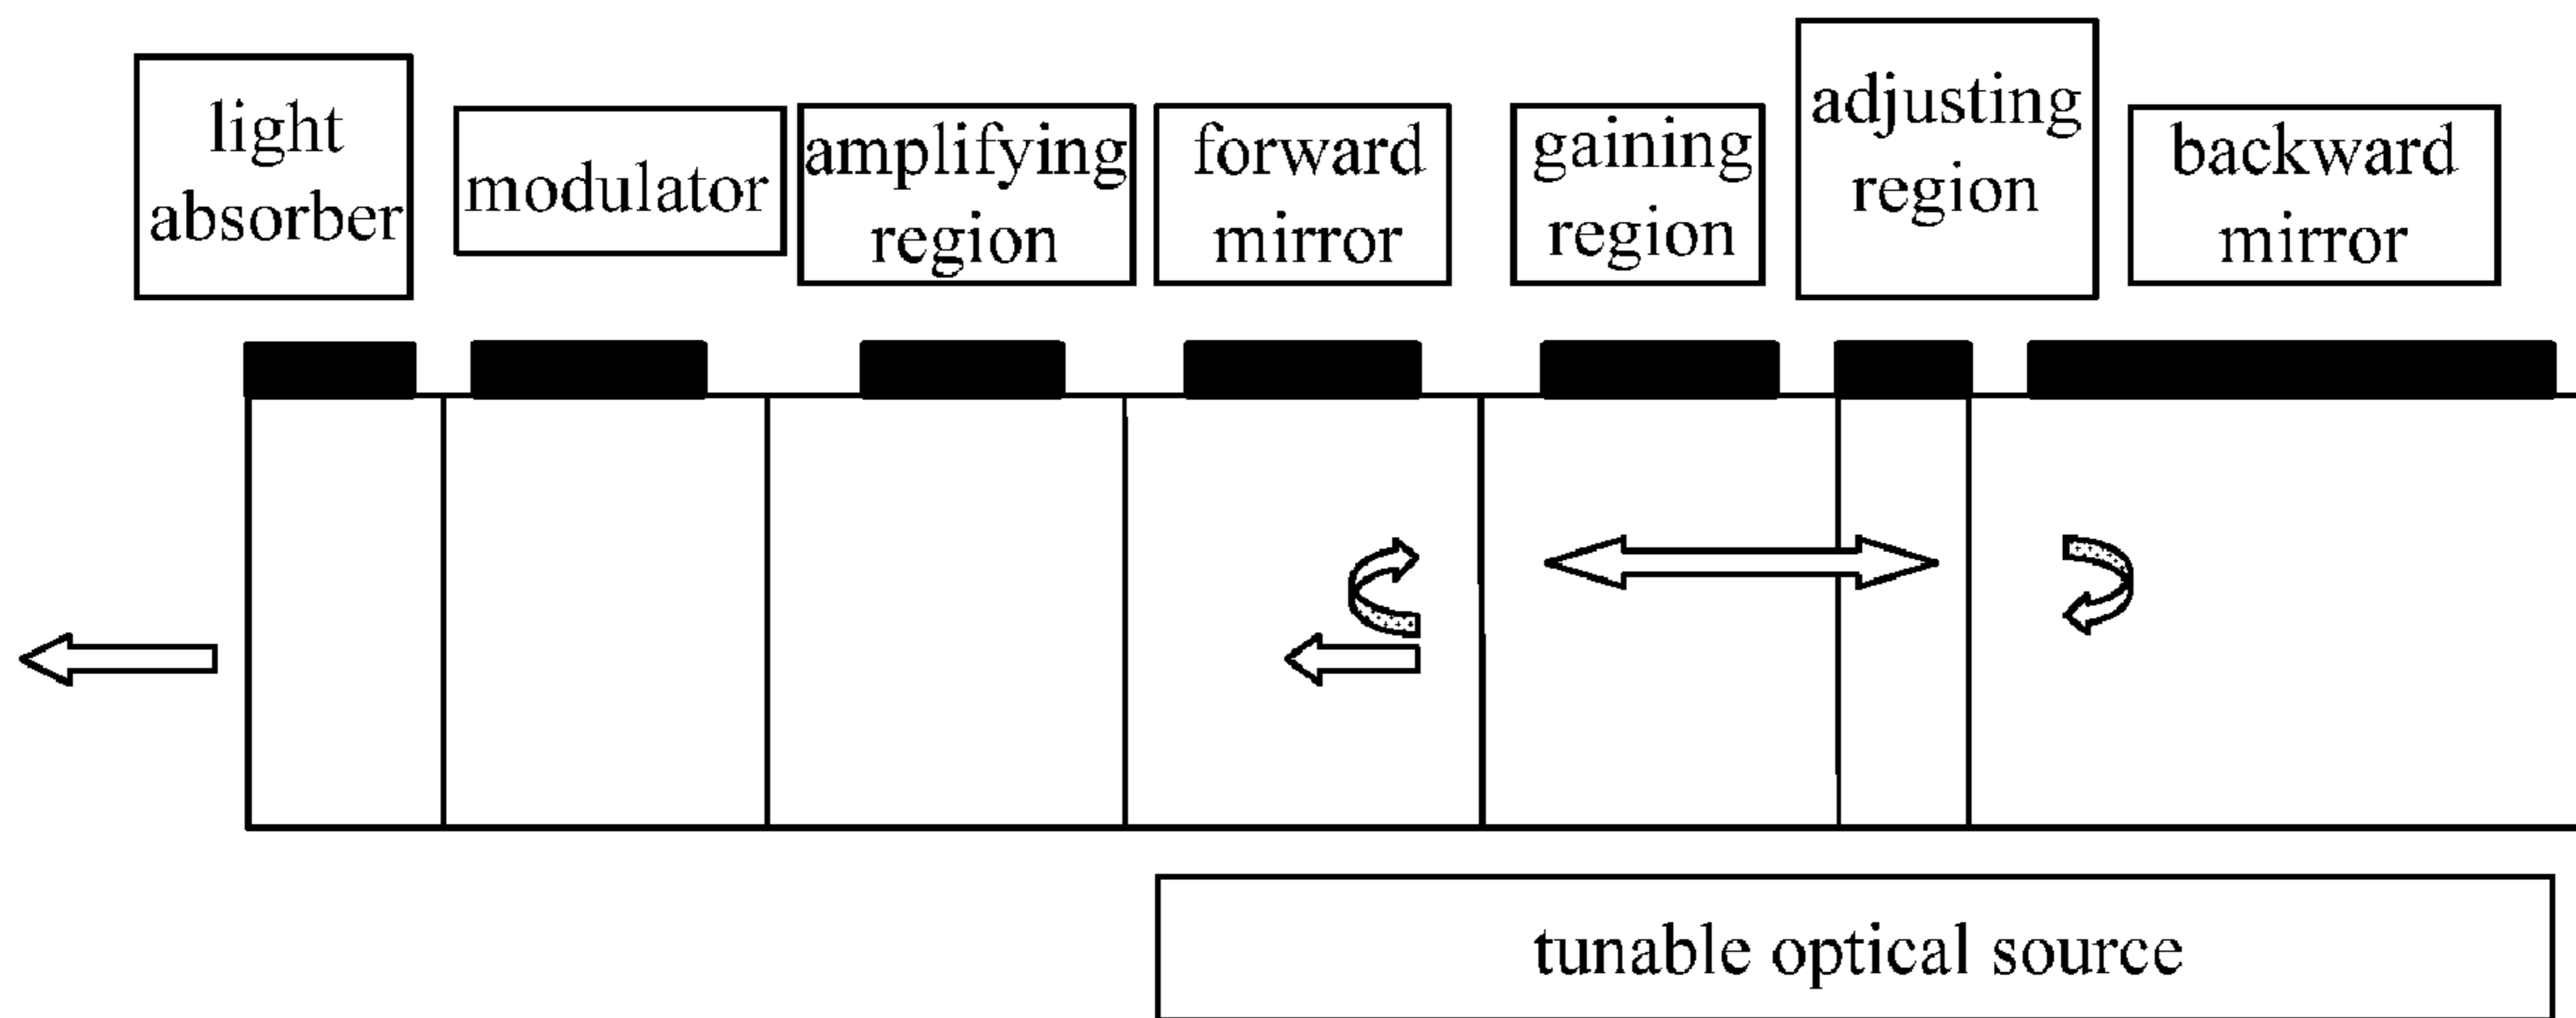 light
absorber
modulator
amplifying
region
forward
mirror
gaining
region
adjusting
region
backward
mirror
tunable optical source